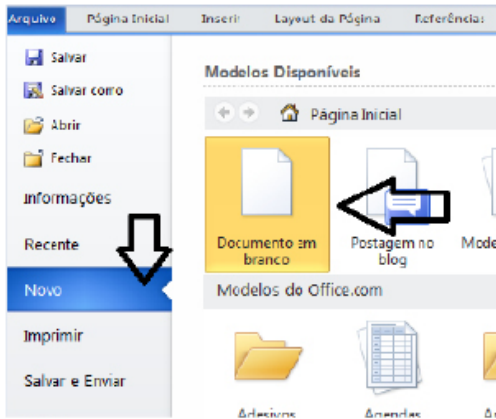 Arquivo Página Inicial Inserir Layout da Página Referências
Salvar
Salvar como
Abrir
Fechar
Informações
Recente
Novo
Imprimir
Salvar e Enviar
Modelos Disponíveis
Página Inicial
Documento em
branco
Postagem no
blog
Mode
Modelos do Office.com
Adesivos
Agendas